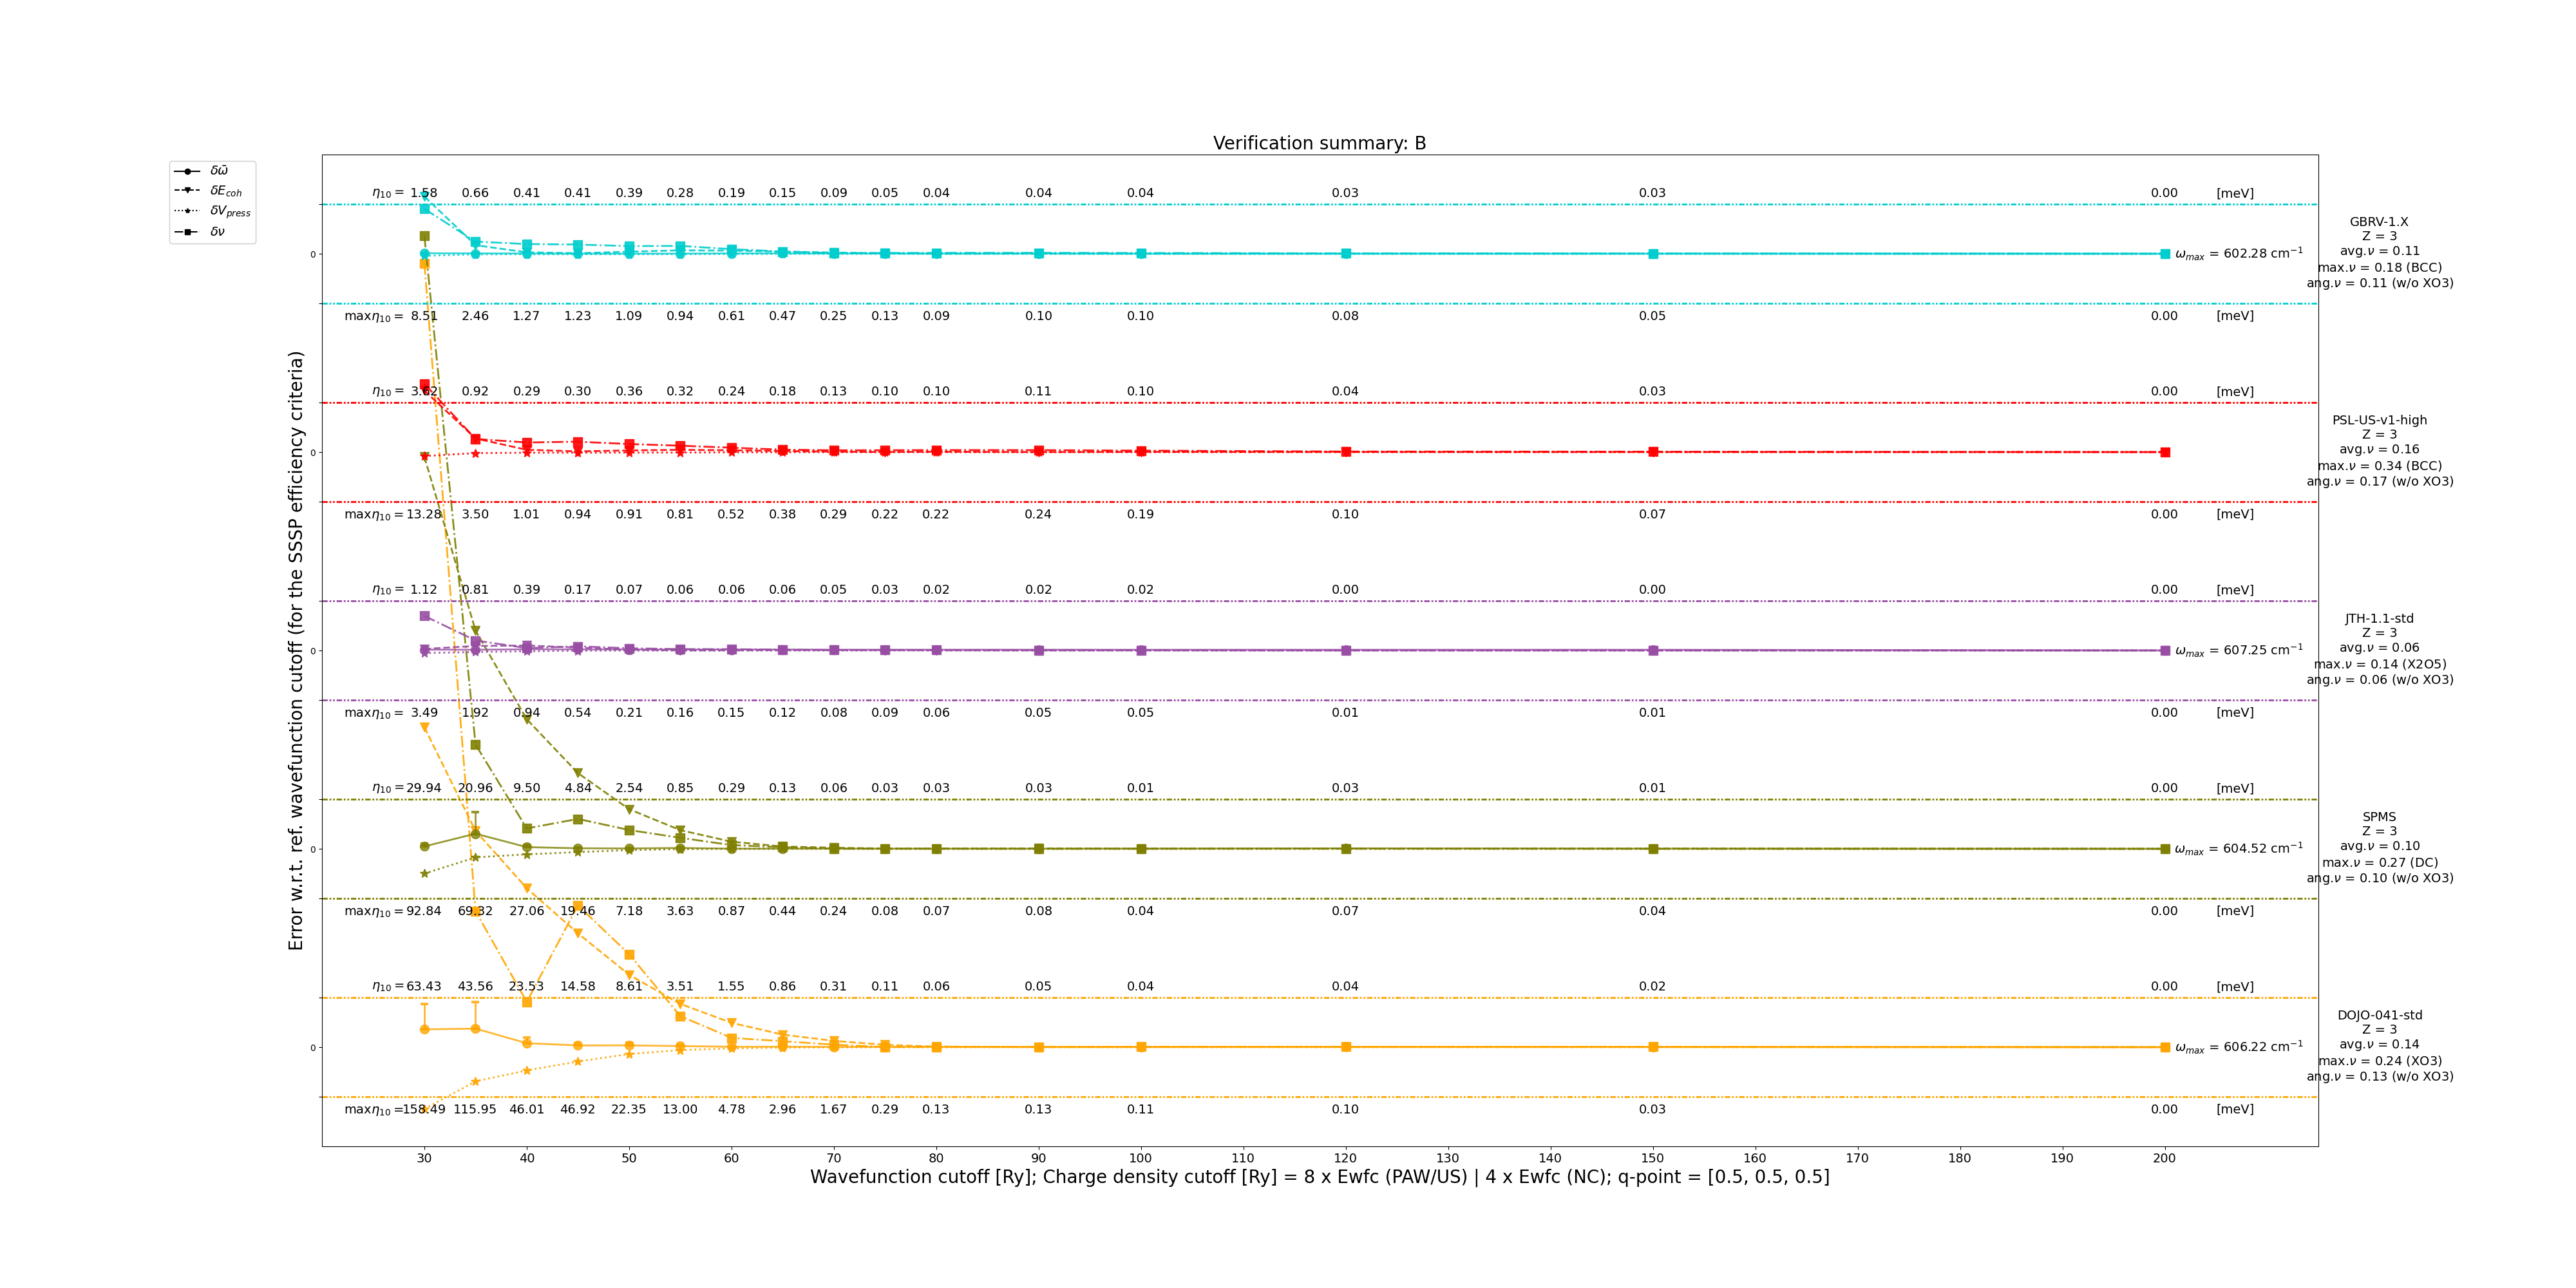 Verification summary: B
δω̄
δE_coh
δV_press
δν
Error w.r.t. ref. wavefunction cutoff (for the SSSP efficiency criteria)
η₁₀ = 1.58 0.66 0.41 0.41 0.39 0.28 0.19 0.15 0.09 0.05 0.04 0.04 0.04 0.03 0.03 0.00 [meV]
0
ω_max = 602.28 cm⁻¹
maxη₁₀ = 8.51 2.46 1.27 1.23 1.09 0.94 0.61 0.47 0.25 0.13 0.09 0.10 0.10 0.08 0.05 0.00 [meV]
GBRV-1.X
Z = 3
avg.ν = 0.11
max.ν = 0.18 (BCC)
ang.ν = 0.11 (w/o XO3)
η₁₀ = 3.62 0.92 0.29 0.30 0.36 0.32 0.24 0.18 0.13 0.10 0.10 0.11 0.10 0.04 0.03 0.00 [meV]
0
maxη₁₀ = 13.28 3.50 1.01 0.94 0.91 0.81 0.52 0.38 0.29 0.22 0.22 0.24 0.19 0.10 0.07 0.00 [meV]
PSL-US-v1-high
Z = 3
avg.ν = 0.16
max.ν = 0.34 (BCC)
ang.ν = 0.17 (w/o XO3)
η₁₀ = 1.12 0.81 0.39 0.17 0.07 0.06 0.06 0.06 0.05 0.03 0.02 0.02 0.02 0.00 0.00 0.00 [meV]
0
ω_max = 607.25 cm⁻¹
maxη₁₀ = 3.49 1.92 0.94 0.54 0.21 0.16 0.15 0.12 0.08 0.09 0.06 0.05 0.05 0.01 0.01 0.00 [meV]
JTH-1.1-std
Z = 3
avg.ν = 0.06
max.ν = 0.14 (X2O5)
ang.ν = 0.06 (w/o XO3)
η₁₀ = 29.94 20.96 9.50 4.84 2.54 0.85 0.29 0.13 0.06 0.03 0.03 0.03 0.01 0.03 0.01 0.00 [meV]
0
ω_max = 604.52 cm⁻¹
maxη₁₀ = 92.84 69.32 27.06 19.46 7.18 3.63 0.87 0.44 0.24 0.08 0.07 0.08 0.04 0.07 0.04 0.00 [meV]
SPMS
Z = 3
avg.ν = 0.10
max.ν = 0.27 (DC)
ang.ν = 0.10 (w/o XO3)
η₁₀ = 63.43 43.56 23.53 14.58 8.61 3.51 1.55 0.86 0.31 0.11 0.06 0.05 0.04 0.04 0.02 0.00 [meV]
0
ω_max = 606.22 cm⁻¹
maxη₁₀ = 158.49 115.95 46.01 46.92 22.35 13.00 4.78 2.96 1.67 0.29 0.13 0.13 0.11 0.10 0.03 0.00 [meV]
DOJO-041-std
Z = 3
avg.ν = 0.14
max.ν = 0.24 (XO3)
ang.ν = 0.13 (w/o XO3)
30 40 50 60 70 80 90 100 110 120 130 140 150 160 170 180 190 200
Wavefunction cutoff [Ry]; Charge density cutoff [Ry] = 8 x Ewfc (PAW/US) | 4 x Ewfc (NC); q-point = [0.5, 0.5, 0.5]